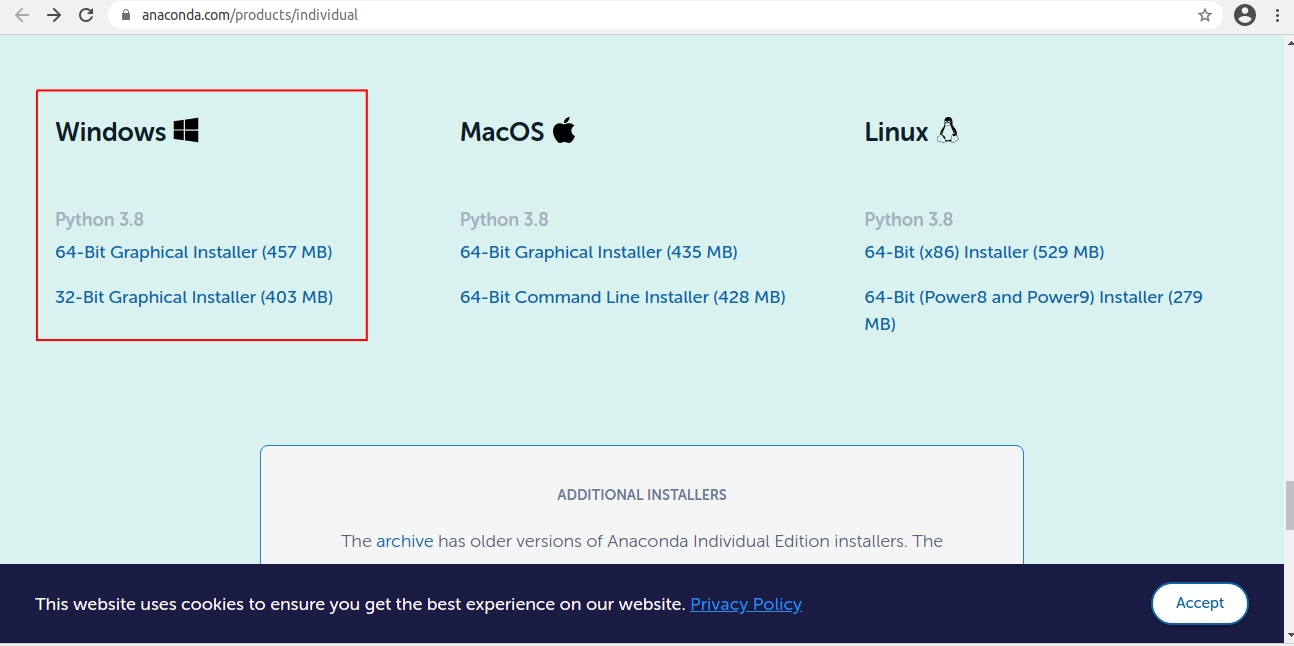 anaconda.com/products/individual
Windows
Python 3.8
64-Bit Graphical Installer (457 MB)
32-Bit Graphical Installer (403 MB)
MacOS
Python 3.8
64-Bit Graphical Installer (435 MB)
64-Bit Command Line Installer (428 MB)
Linux
Python 3.8
64-Bit (x86) Installer (529 MB)
64-Bit (Power8 and Power9) Installer (279
MB)
ADDITIONAL INSTALLERS
The archive has older versions of Anaconda Individual Edition installers. The
This website uses cookies to ensure you get the best experience on our website. Privacy Policy
Accept